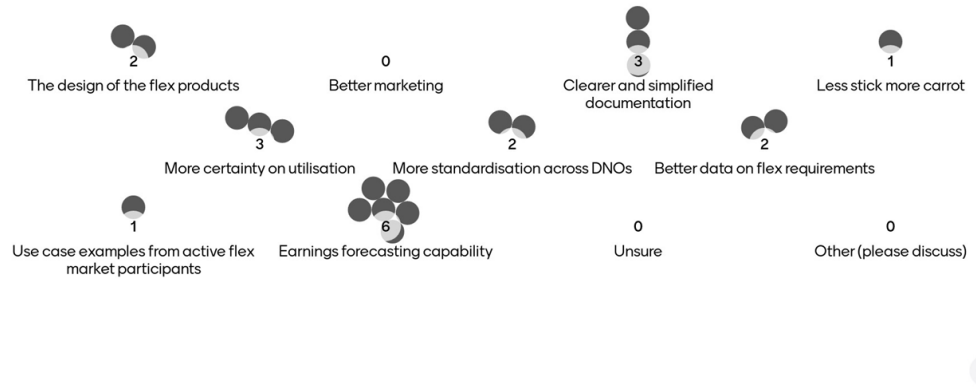 2
The design of the flex products
0
Better marketing
3
Clearer and simplified
documentation
1
Less stick more carrot
3
More certainty on utilisation
2
More standardisation across DNOs
2
Better data on flex requirements
1
Use case examples from active flex
market participants
6
Earnings forecasting capability
0
Unsure
0
Other (please discuss)